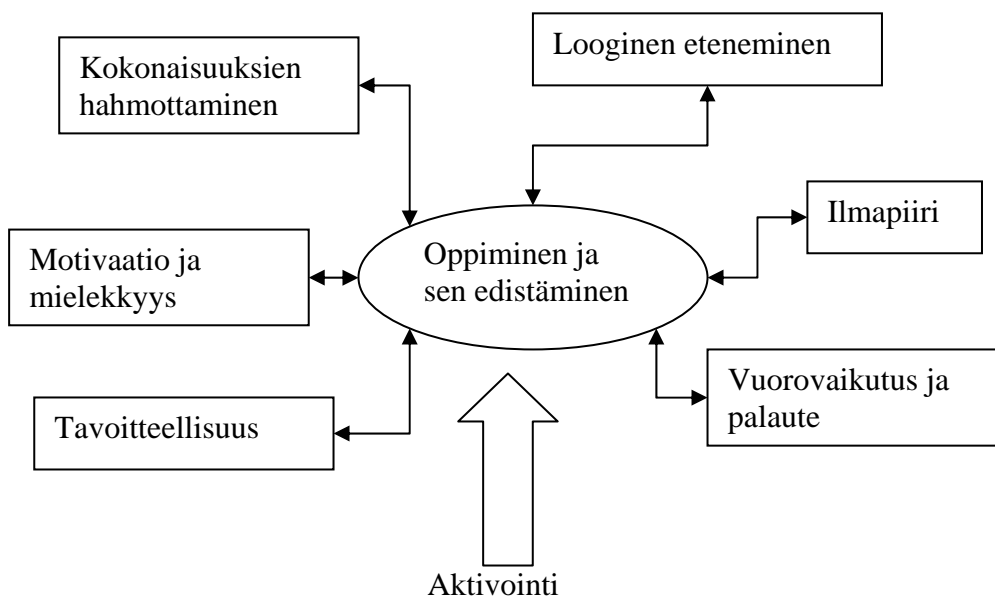 Looginen eteneminen
Kokonaisuuksien
hahmottaminen
Ilmapiiri
Oppiminen ja
sen edistäminen
Motivaatio ja
mielekkyys
Vuorovaikutus ja
palaute
Tavoitteellisuus
Aktivointi